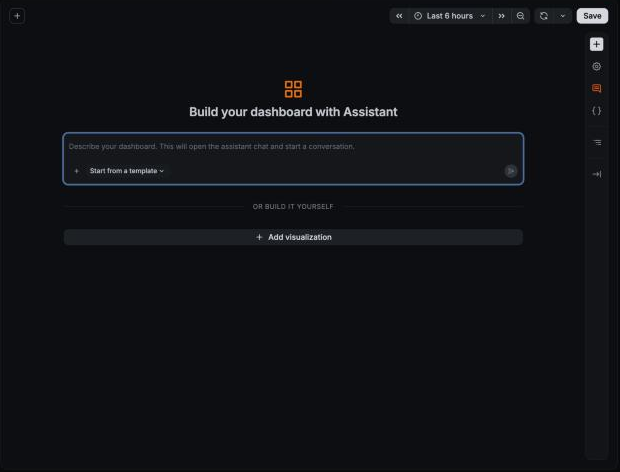 Last 6 hours
Save
Build your dashboard with Assistant
Describe your dashboard. This will open the assistant chat and start a conversation.
Start from a template
OR BUILD IT YOURSELF
Add visualization